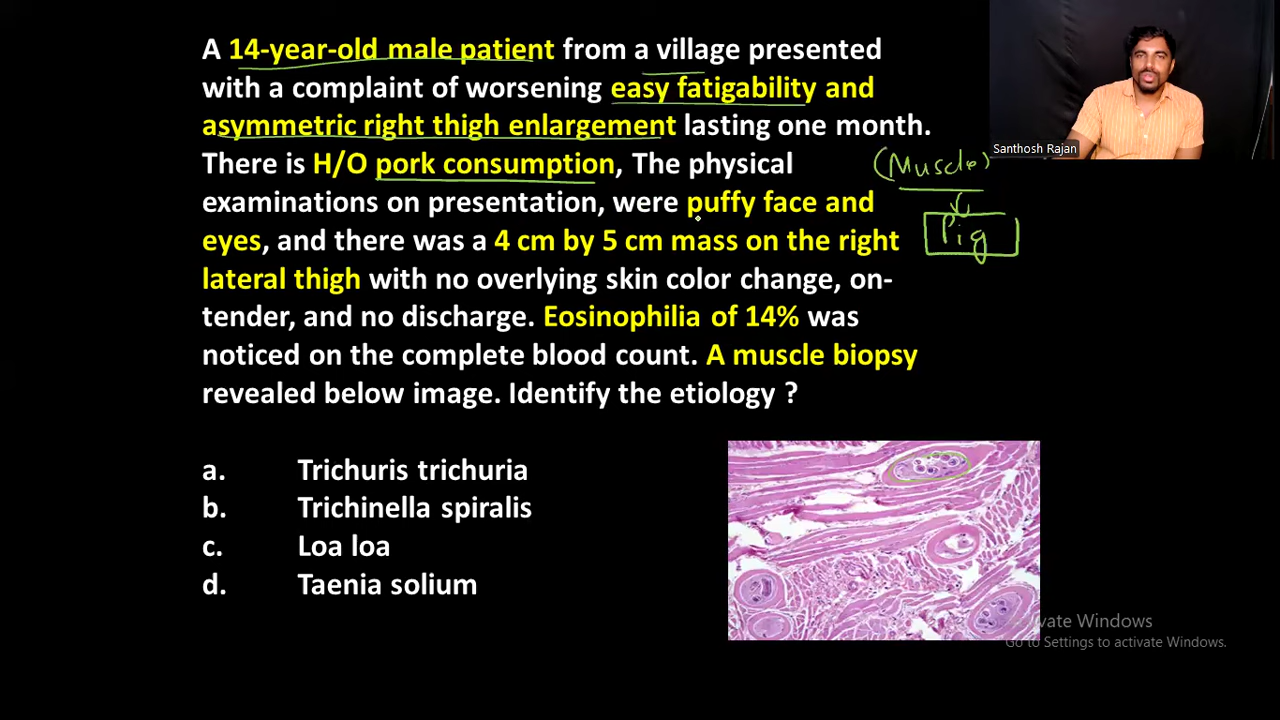 A 14-year-old male patient from a village presented
with a complaint of worsening easy fatigability and
asymmetric right thigh enlargement lasting one month.
There is H/O pork consumption, The physical
examinations on presentation, were puffy face and
eyes, and there was a 4 cm by 5 cm mass on the right
lateral thigh with no overlying skin color change, on-
tender, and no discharge. Eosinophilia of 14% was
noticed on the complete blood count. A muscle biopsy
revealed below image. Identify the etiology ?
Santhosh Rajan
(Muscle)
Pig
a. Trichuris trichuria
b. Trichinella spiralis
c. Loa loa
d. Taenia solium
vate Windows
Go to Settings to activate Windows.